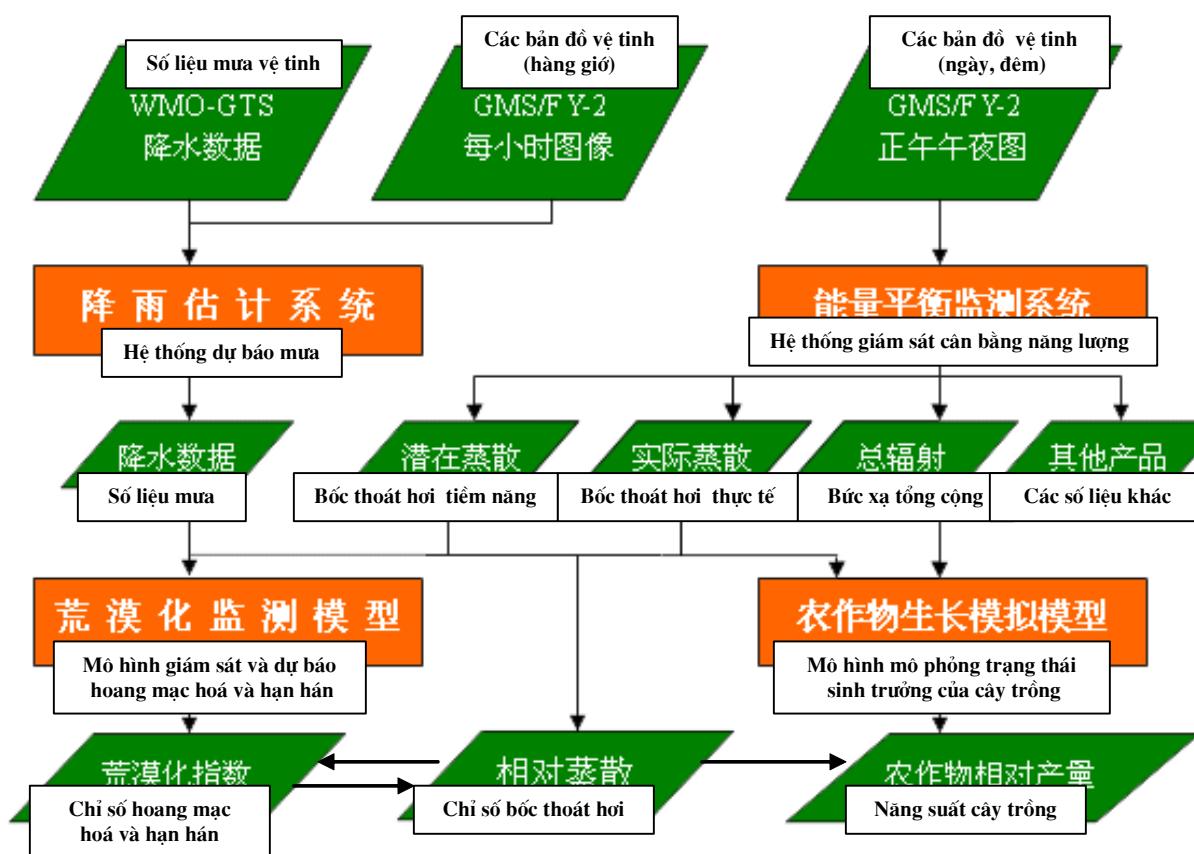 Số liệu mưa vệ tinh
WMO-GTS
降水数据
Các bản đồ vệ tinh
(hàng giớ)
GMS/FY-2
每小时图像
Các bản đồ vệ tinh
(ngày, đêm)
GMS/FY-2
正午午夜图
降雨估计系统
Hệ thống dự báo mưa
能量平衡监测系统
Hệ thống giám sát cân bằng năng lượng
降水数据
Số liệu mưa
潜在蒸散
Bốc thoát hơi tiềm năng
实际蒸散
Bốc thoát hơi thực tế
总辐射
Bức xạ tổng cộng
其他产品
Các số liệu khác
荒漠化监测模型
Mô hình giám sát và dự báo
hoang mạc hoá và hạn hán
农作物生长模拟模型
Mô hình mô phỏng trạng thái
sinh trưởng của cây trồng
荒漠化指数
Chỉ số hoang mạc
hoá và hạn hán
相对蒸散
Chỉ số bốc thoát hơi
农作物相对产量
Năng suất cây trồng